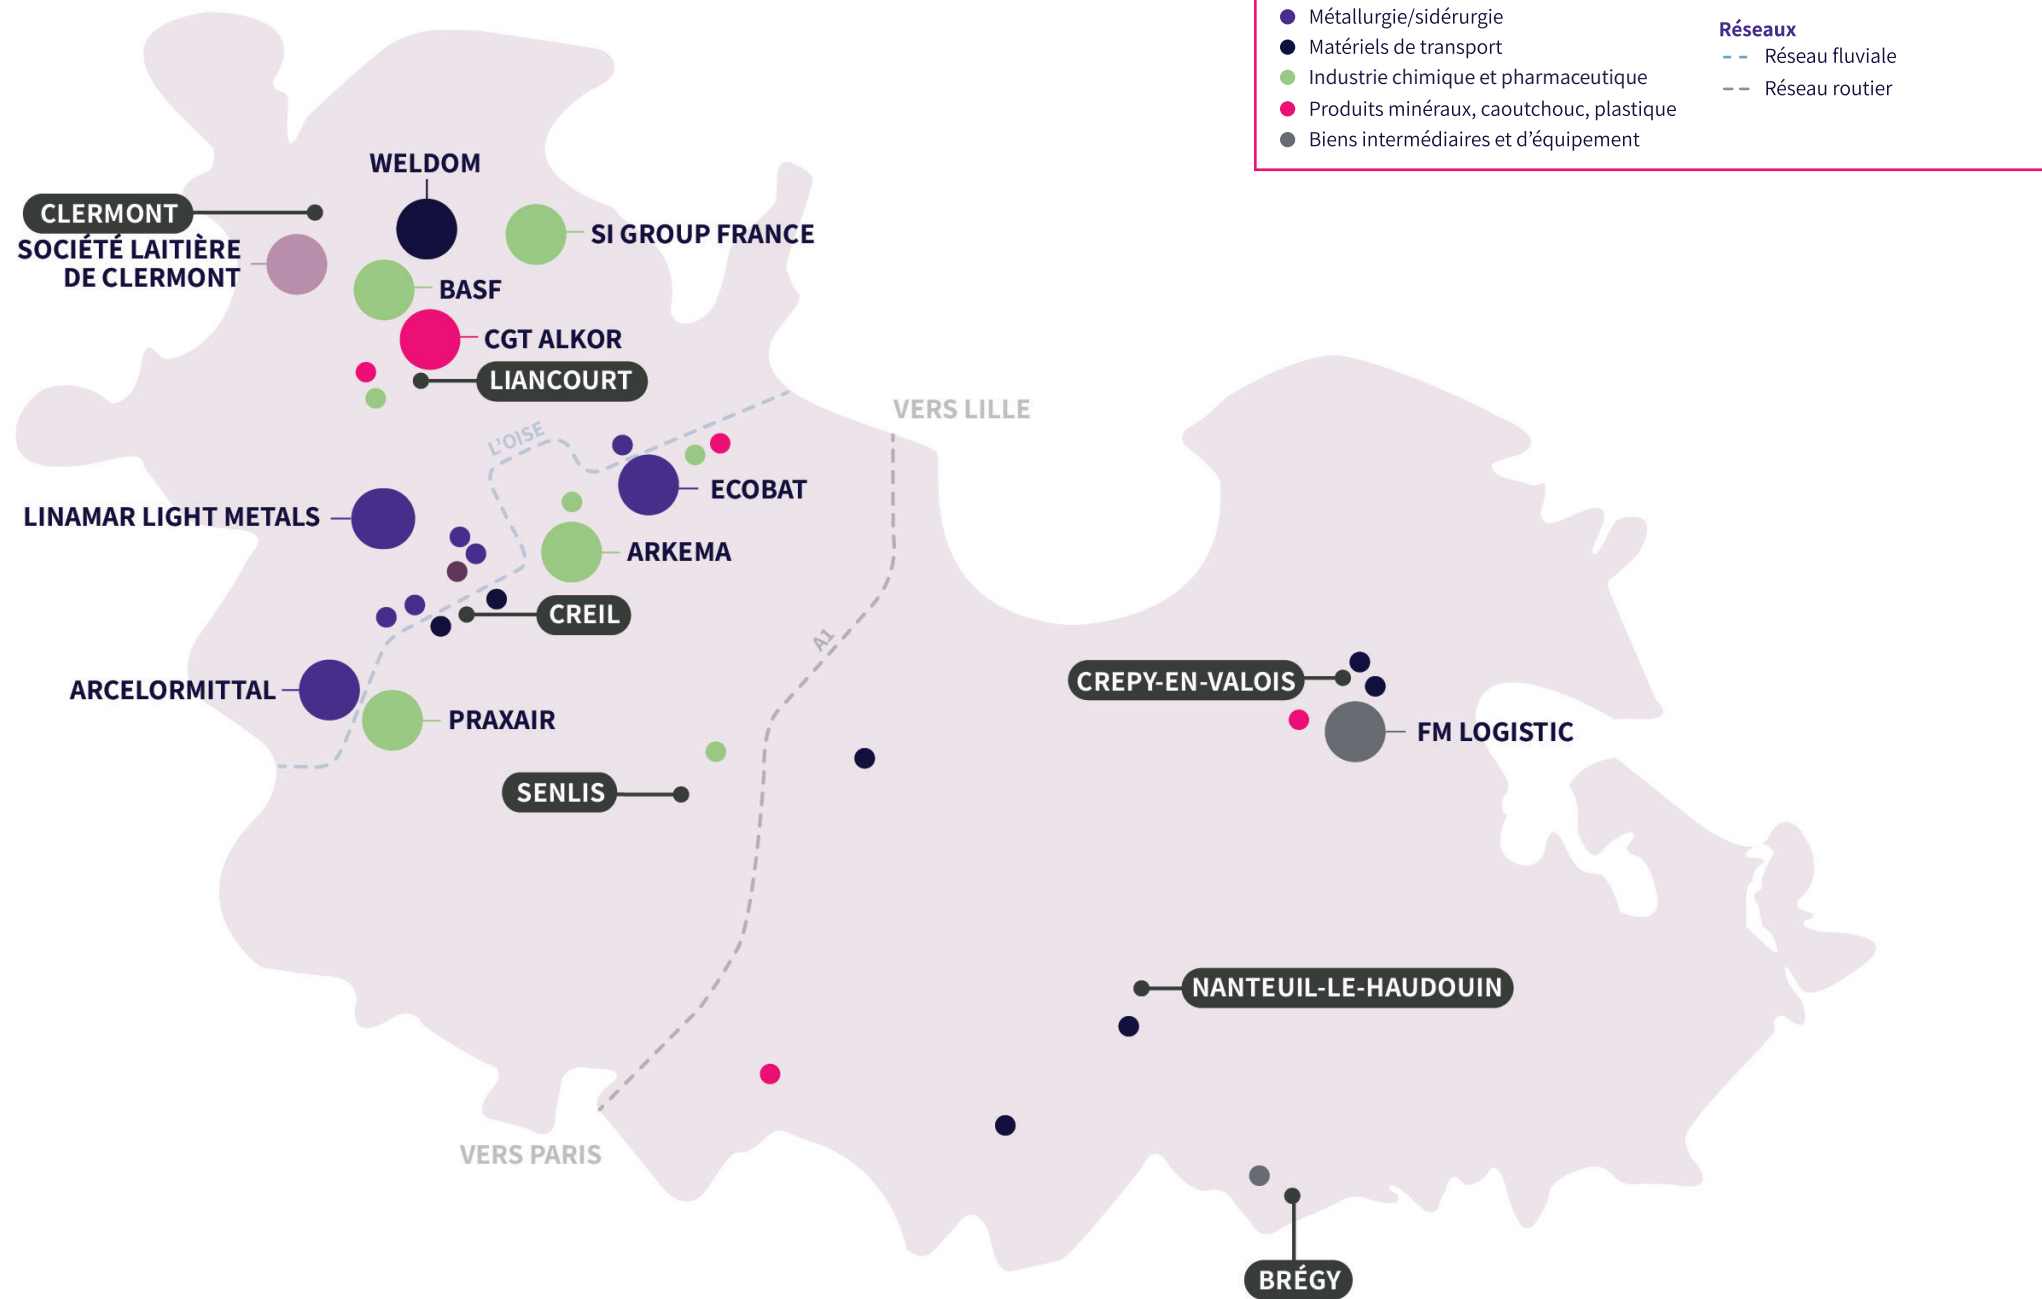 Métallurgie/sidérurgie
Matériels de transport
Industrie chimique et pharmaceutique
Produits minéraux, caoutchouc, plastique
Biens intermédiaires et d’équipement
Réseaux
Réseau fluviale
Réseau routier
WELDOM
CLERMONT
SI GROUP FRANCE
SOCIÉTÉ LAITIÈRE
DE CLERMONT
BASF
CGT ALKOR
LIANCOURT
VERS LILLE
L’OISE
ECOBAT
LINAMAR LIGHT METALS
ARKEMA
CREIL
A1
CREPY-EN-VALOIS
ARCELORMITTAL
PRAXAIR
FM LOGISTIC
SENLIS
NANTEUIL-LE-HAUDOUIN
VERS PARIS
BRÉGY